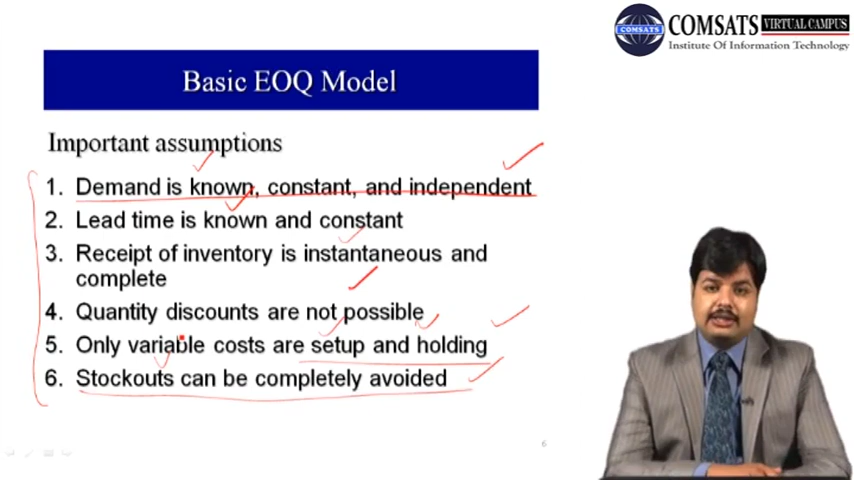 COMSATS
COMSATS VIRTUAL CAMPUS
Institute Of Information Technology
Basic EOQ Model
Important assumptions
1. Demand is known, constant, and independent
2. Lead time is known and constant
3. Receipt of inventory is instantaneous and
complete
4. Quantity discounts are not possible
5. Only variable costs are setup and holding
6. Stockouts can be completely avoided
6